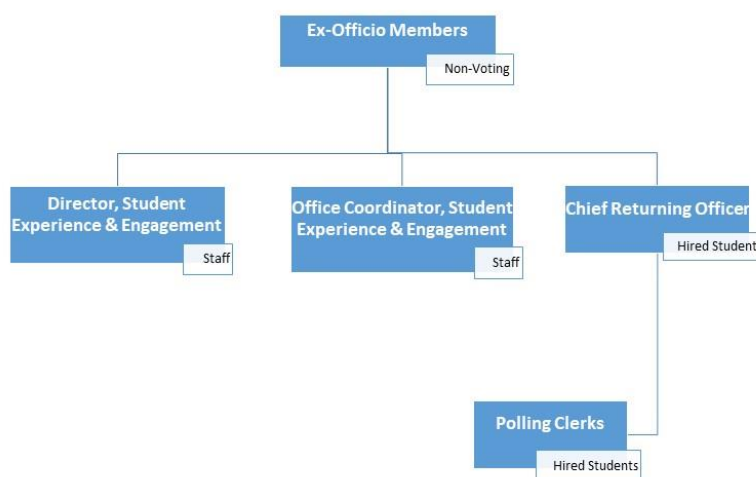 Ex-Officio Members
Non-Voting
Director, Student
Experience & Engagement
Staff
Office Coordinator, Student
Experience & Engagement
Staff
Chief Returning Officer
Hired Student
Polling Clerks
Hired Students